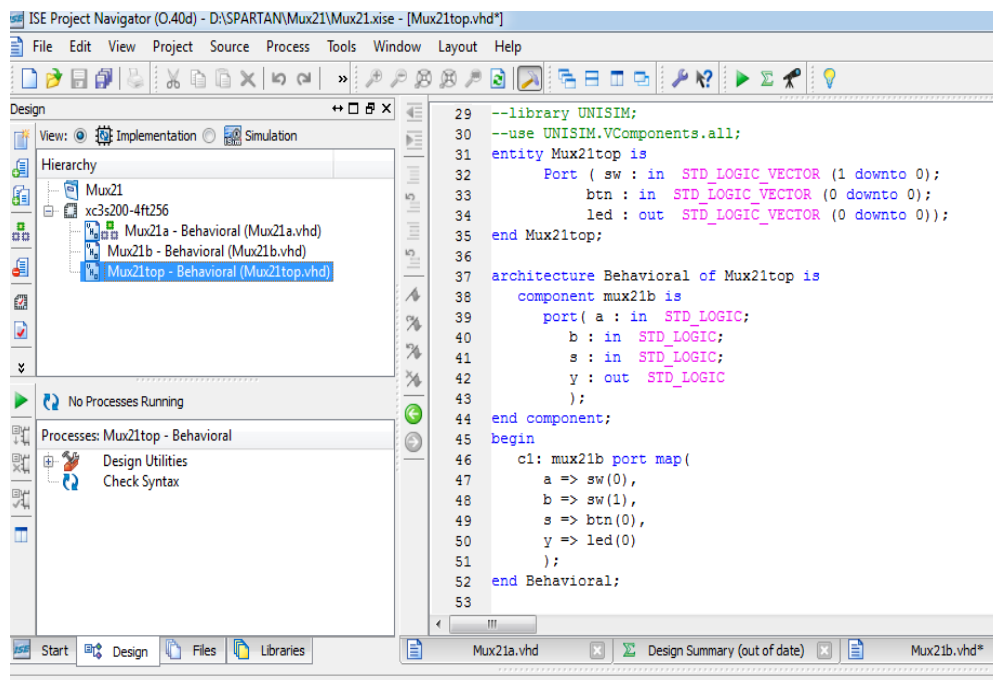 ISE Project Navigator (O.40d) - D:\SPARTAN\Mux21\Mux21.xise - [Mux21top.vhd*]
File Edit View Project Source Process Tools Window Layout Help
Design
View: Implementation Simulation
Hierarchy
Mux21
xc3s200-4ft256
Mux21a - Behavioral (Mux21a.vhd)
Mux21b - Behavioral (Mux21b.vhd)
Mux21top - Behavioral (Mux21top.vhd)
No Processes Running
Processes: Mux21top - Behavioral
Design Utilities
Check Syntax
29 --library UNISIM;
30 --use UNISIM.VComponents.all;
31 entity Mux21top is
32 Port ( sw : in STD_LOGIC_VECTOR (1 downto 0);
33 btn : in STD_LOGIC_VECTOR (0 downto 0);
34 led : out STD_LOGIC_VECTOR (0 downto 0));
35 end Mux21top;
36
37 architecture Behavioral of Mux21top is
38 component mux21b is
39 port( a : in STD_LOGIC;
40 b : in STD_LOGIC;
41 s : in STD_LOGIC;
42 y : out STD_LOGIC
43 );
44 end component;
45 begin
46 c1: mux21b port map(
47 a => sw(0),
48 b => sw(1),
49 s => btn(0),
50 y => led(0)
51 );
52 end Behavioral;
53
Start Design Files Libraries
Mux21a.vhd Design Summary (out of date) Mux21b.vhd*